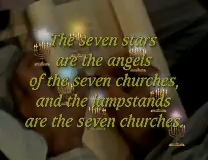 The seven stars
are the angels
of the seven churches,
and the lampstands
are the seven churches.